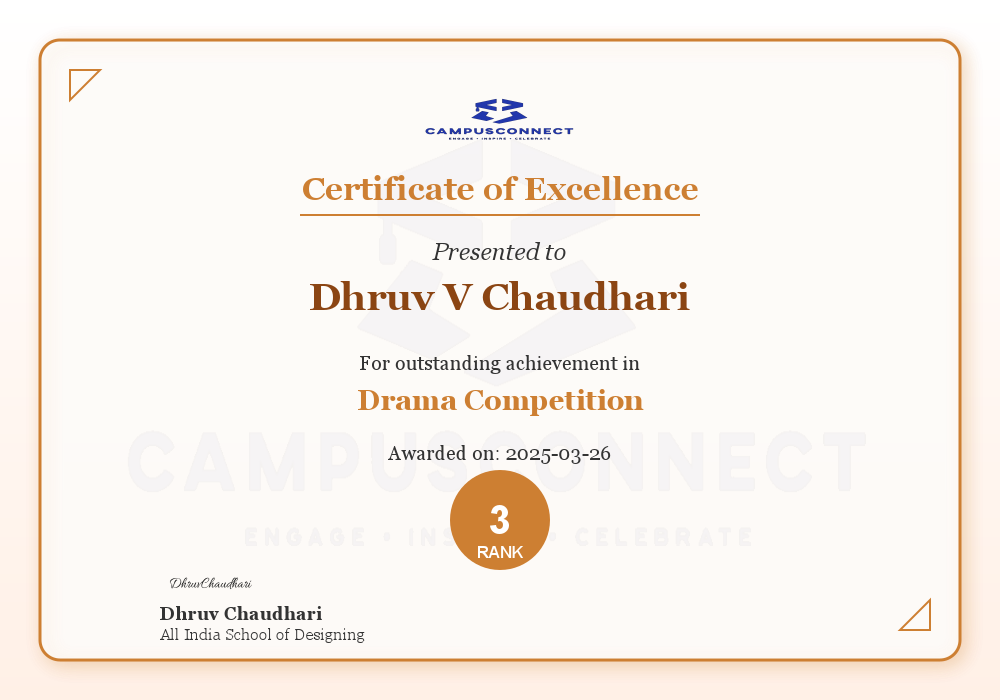 CAMPUSCONNECT
ENGAGE • INSPIRE • CELEBRATE
Certificate of Excellence
Presented to
Dhruv V Chaudhari
For outstanding achievement in
Drama Competition
CAMPUSCONNECT
Awarded on: 2025-03-26
3
RANK
ENGAGE • INS • CELEBRATE
DhruvChaudhari
Dhruv Chaudhari
All India School of Designing